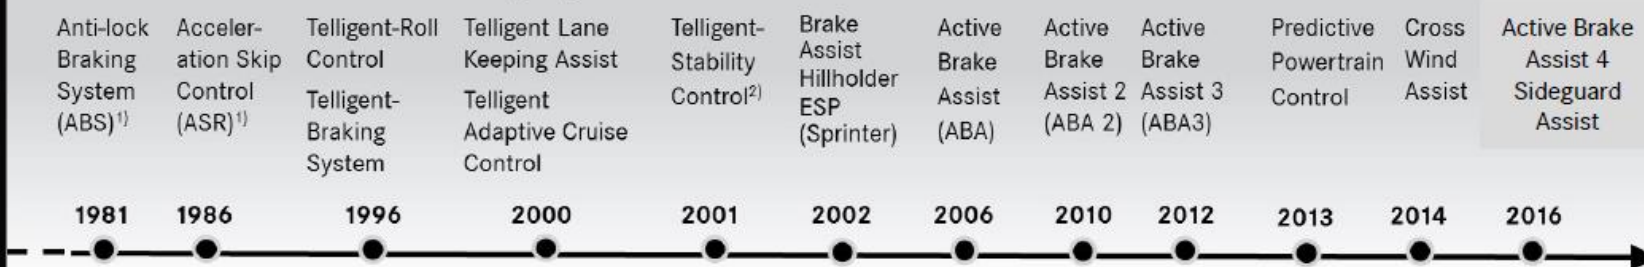 Anti-lock
Braking
System
(ABS)¹⁾
Acceler-
ation Skip
Control
(ASR)¹⁾
Telligent-Roll
Control
Telligent-
Braking
System
Telligent Lane
Keeping Assist
Telligent
Adaptive Cruise
Control
Telligent-
Stability
Control²⁾
Brake
Assist
Hillholder
ESP
(Sprinter)
Active
Brake
Assist
(ABA)
Active
Brake
Assist 2
(ABA 2)
Active
Brake
Assist 3
(ABA3)
Predictive
Powertrain
Control
Cross
Wind
Assist
Active Brake
Assist 4
Sideguard
Assist
1981 1986 1996 2000 2001 2002 2006 2010 2012 2013 2014 2016